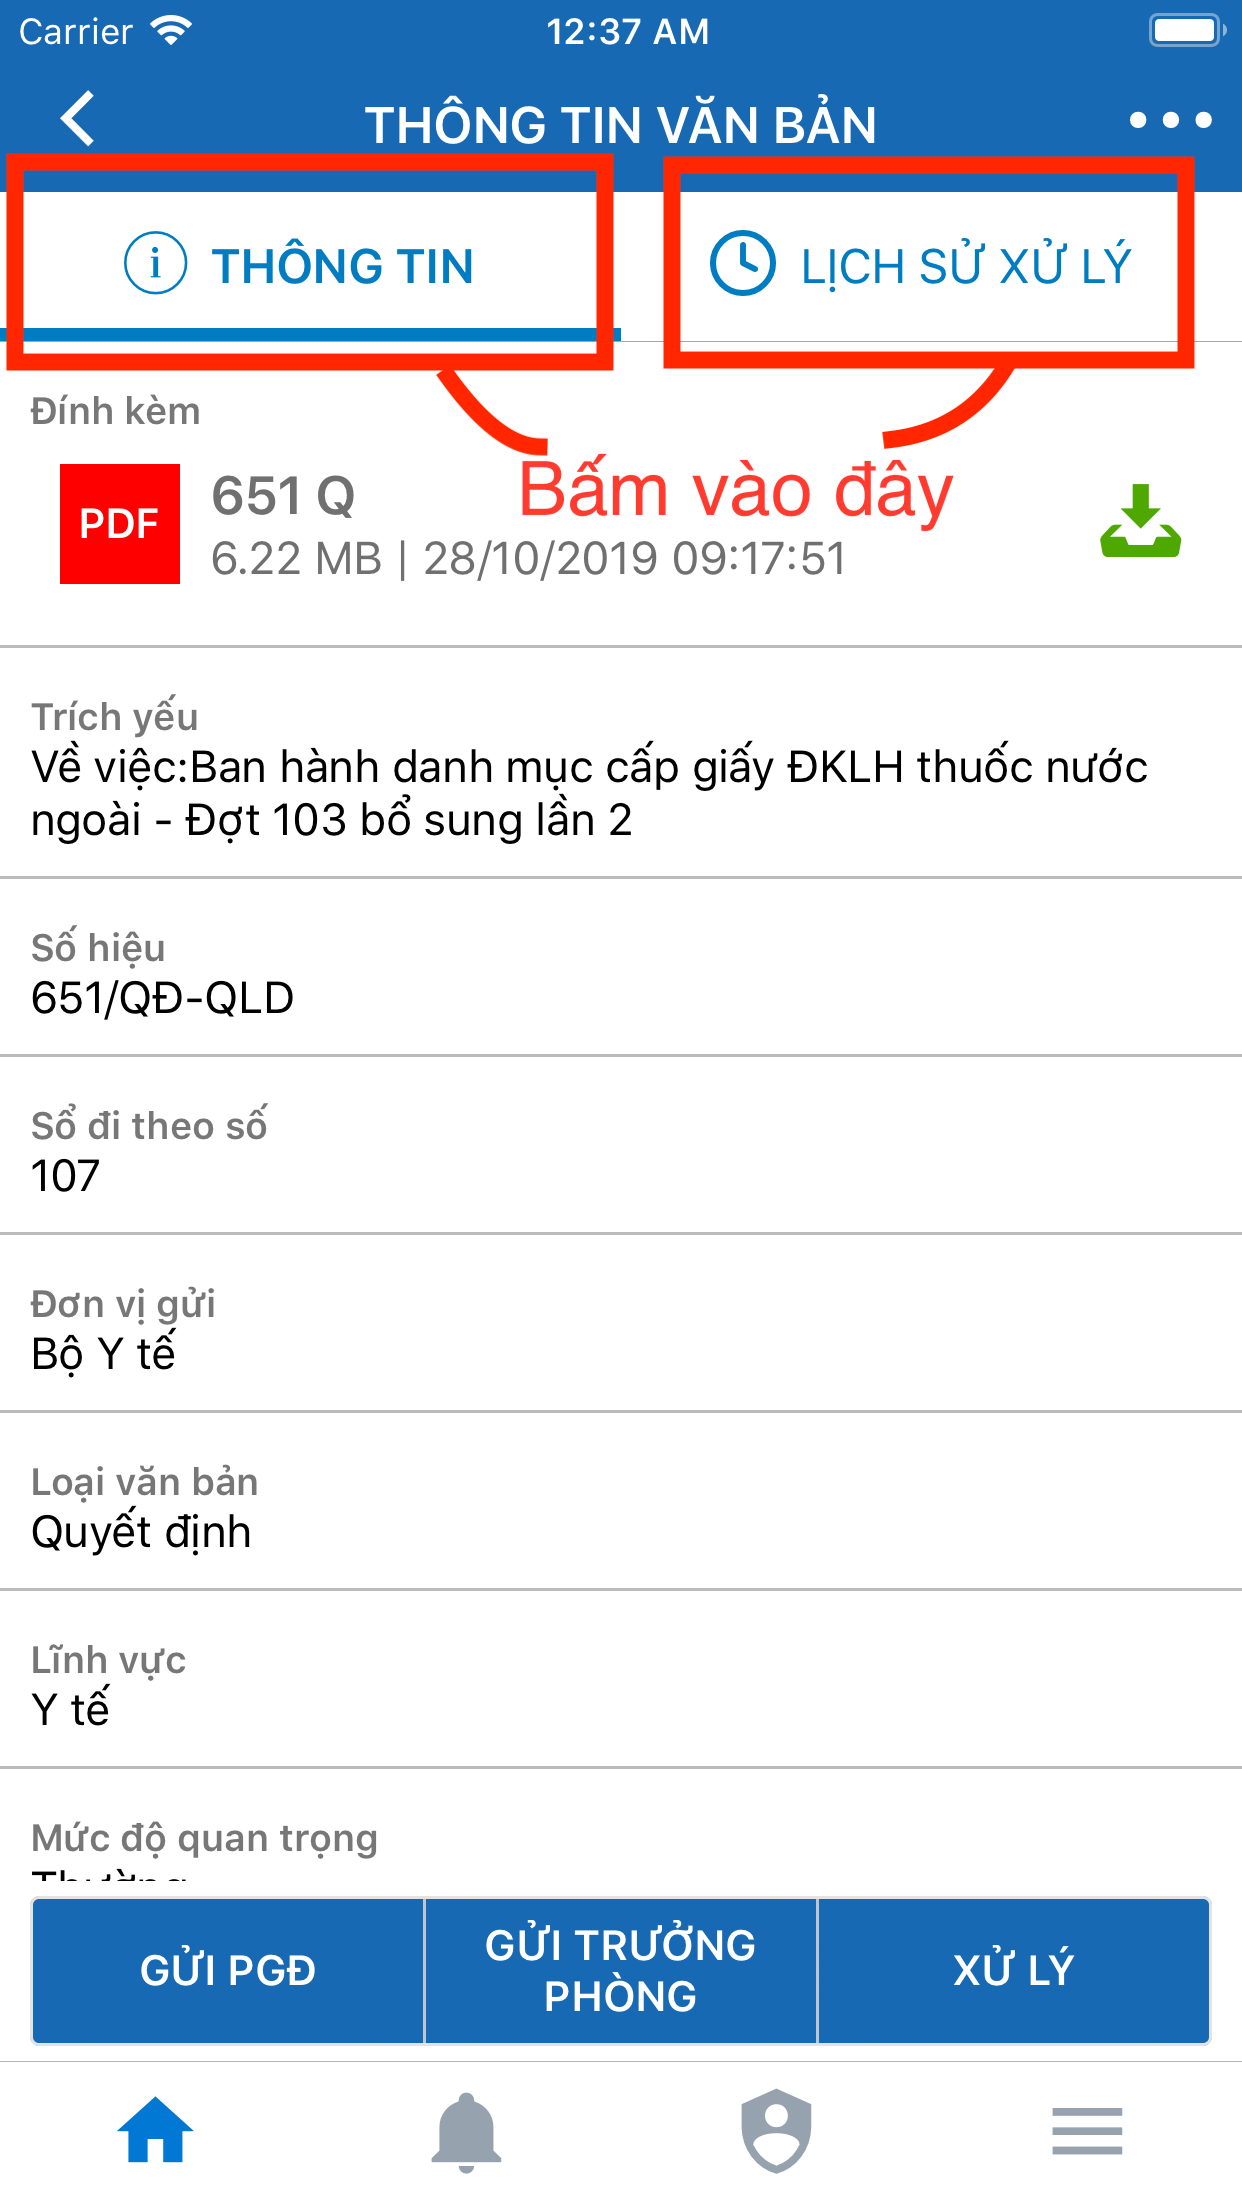 Carrier
12:37 AM
THÔNG TIN VĂN BẢN
THÔNG TIN
LỊCH SỬ XỬ LÝ
Đính kèm
Bấm vào đây
PDF
651 Q
6.22 MB | 28/10/2019 09:17:51
Trích yếu
Về việc:Ban hành danh mục cấp giấy ĐKLH thuốc nước
ngoài - Đợt 103 bổ sung lần 2
Số hiệu
651/QĐ-QLD
Sổ đi theo số
107
Đơn vị gửi
Bộ Y tế
Loại văn bản
Quyết định
Lĩnh vực
Y tế
Mức độ quan trọng
Thường
GỬI PGĐ
GỬI TRƯỞNG
PHÒNG
XỬ LÝ